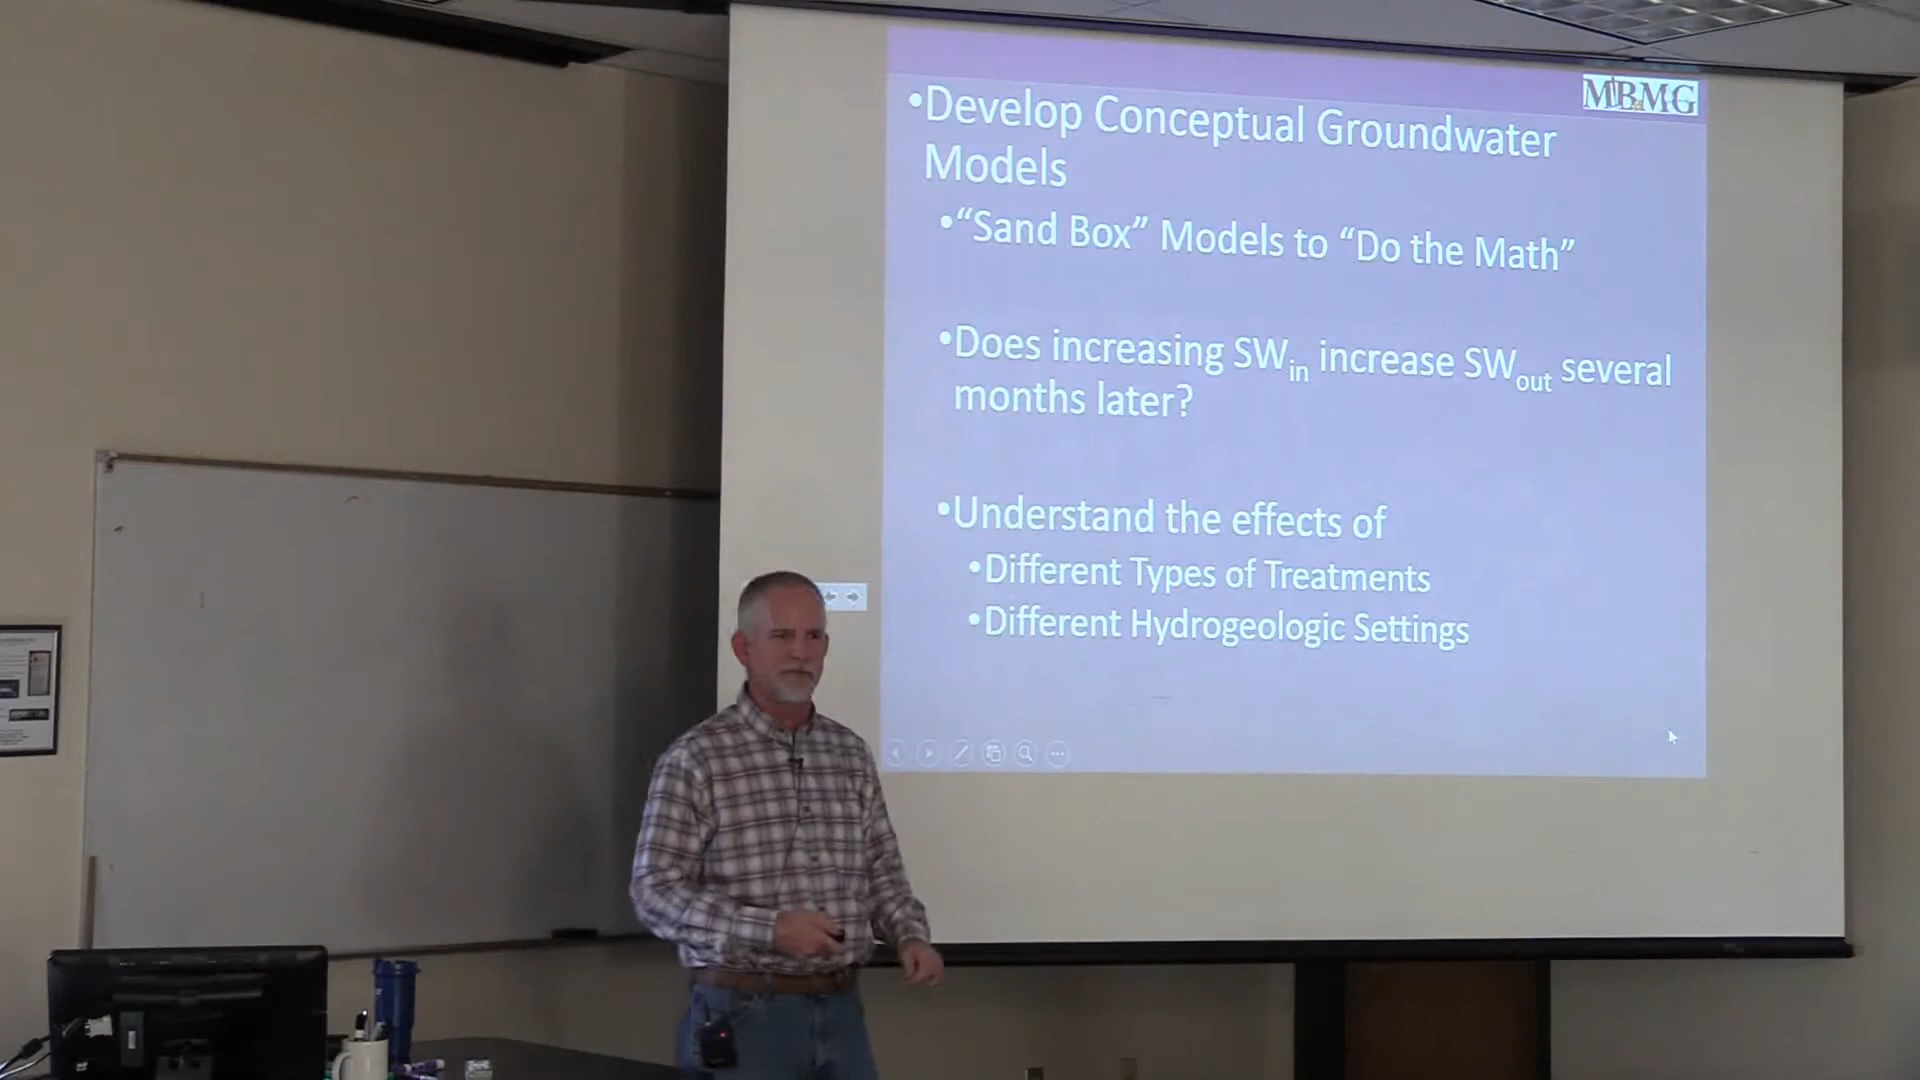 MBMG
•Develop Conceptual Groundwater
Models
•“Sand Box” Models to “Do the Math”
•Does increasing SWin increase SWout several
months later?
•Understand the effects of
•Different Types of Treatments
•Different Hydrogeologic Settings